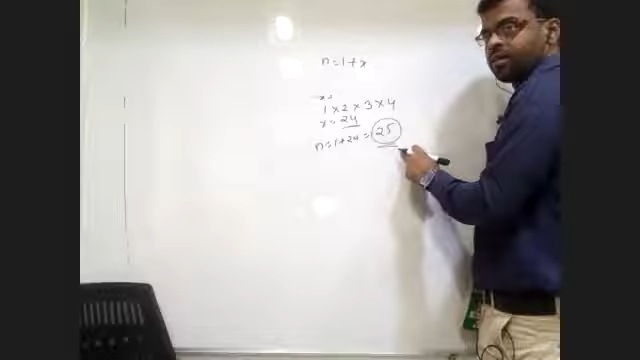 n=1+x
x=
1×2×3×4
x=24
n=1+24=25